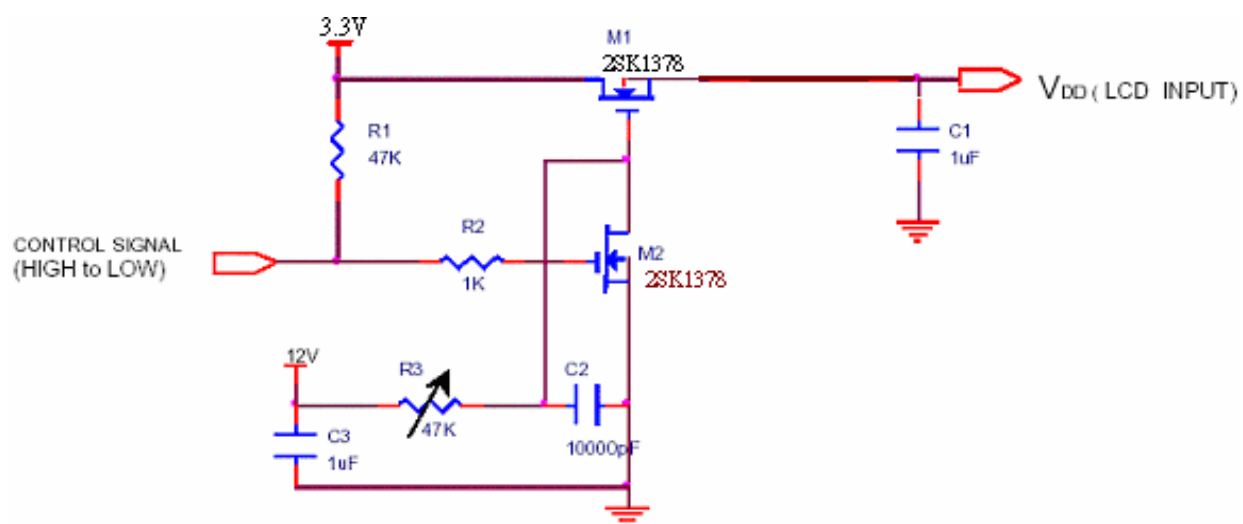 3.3V
M1
2SK1378
VDD ( LCD INPUT)
R1
47K
C1
1uF
CONTROL SIGNAL
(HIGH to LOW)
R2
1K
M2
2SK1378
12V
R3
47K
C2
10000pF
C3
1uF